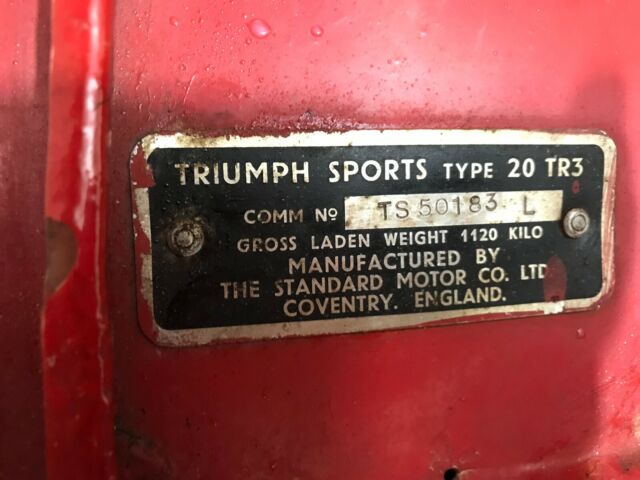 TRIUMPH SPORTS TYPE 20 TR3
COMM NO TS 50183 L
GROSS LADEN WEIGHT 1120 KILO
MANUFACTURED BY
THE STANDARD MOTOR CO. LTD
COVENTRY. ENGLAND.